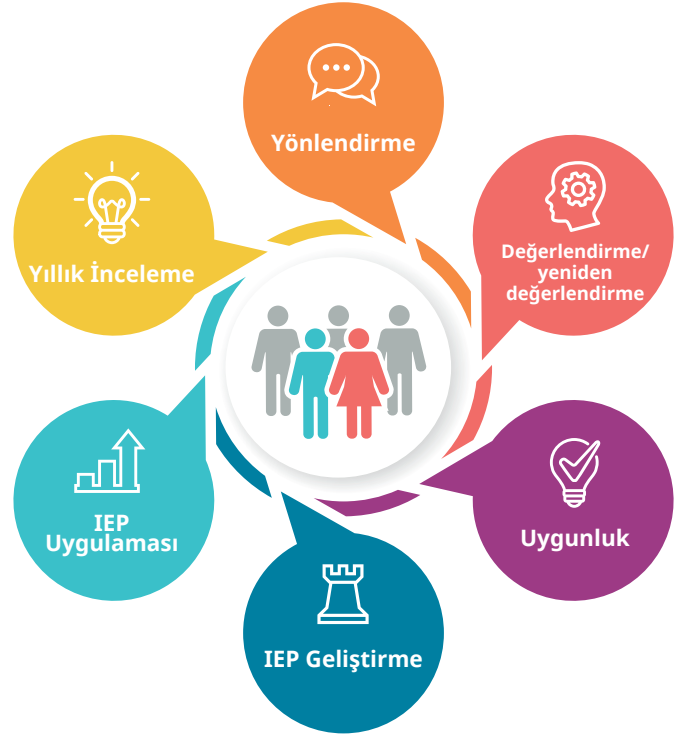 Yönlendirme
Değerlendirme/
yeniden
değerlendirme
Uygunluk
IEP Geliştirme
IEP
Uygulaması
Yıllık İnceleme